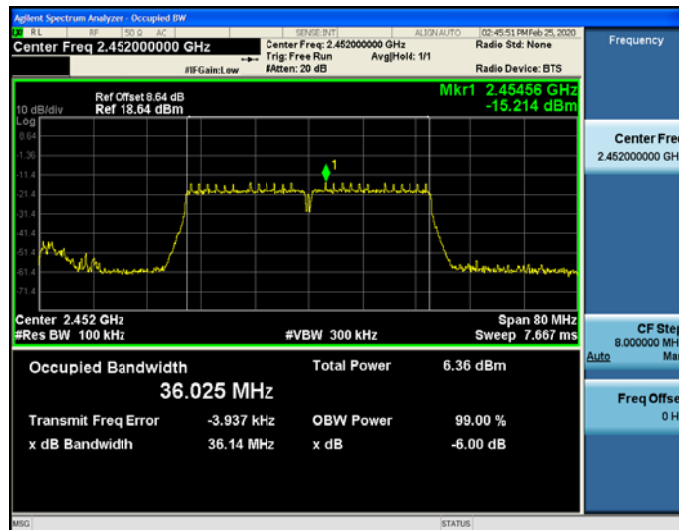 Agilent Spectrum Analyzer - Occupied BW
RL RF 50 Ω AC SENSE:INT ALIGN AUTO 02:45:51 PM Feb 25, 2020
Center Freq 2.452000000 GHz
Center Freq: 2.452000000 GHz
Radio Std: None
Trig: Free Run Avg|Hold: 1/1
#IFGain:Low #Atten: 20 dB Radio Device: BTS
Frequency
Mkr1 2.45456 GHz
-15.214 dBm
Ref Offset 8.64 dB
10 dB/div Ref 18.64 dBm
Log
8.64
-1.36
-11.4
-21.4
-31.4
-41.4
-51.4
-61.4
-71.4
1
Center 2.452 GHz Span 80 MHz
#Res BW 100 kHz #VBW 300 kHz Sweep 7.667 ms
Occupied Bandwidth Total Power 6.36 dBm
36.025 MHz
Transmit Freq Error -3.937 kHz OBW Power 99.00 %
x dB Bandwidth 36.14 MHz x dB -6.00 dB
Center Fre
2.452000000 GH
CF Step
8.000000 MH
Auto Ma
Freq Offse
0 H
MSG STATUS